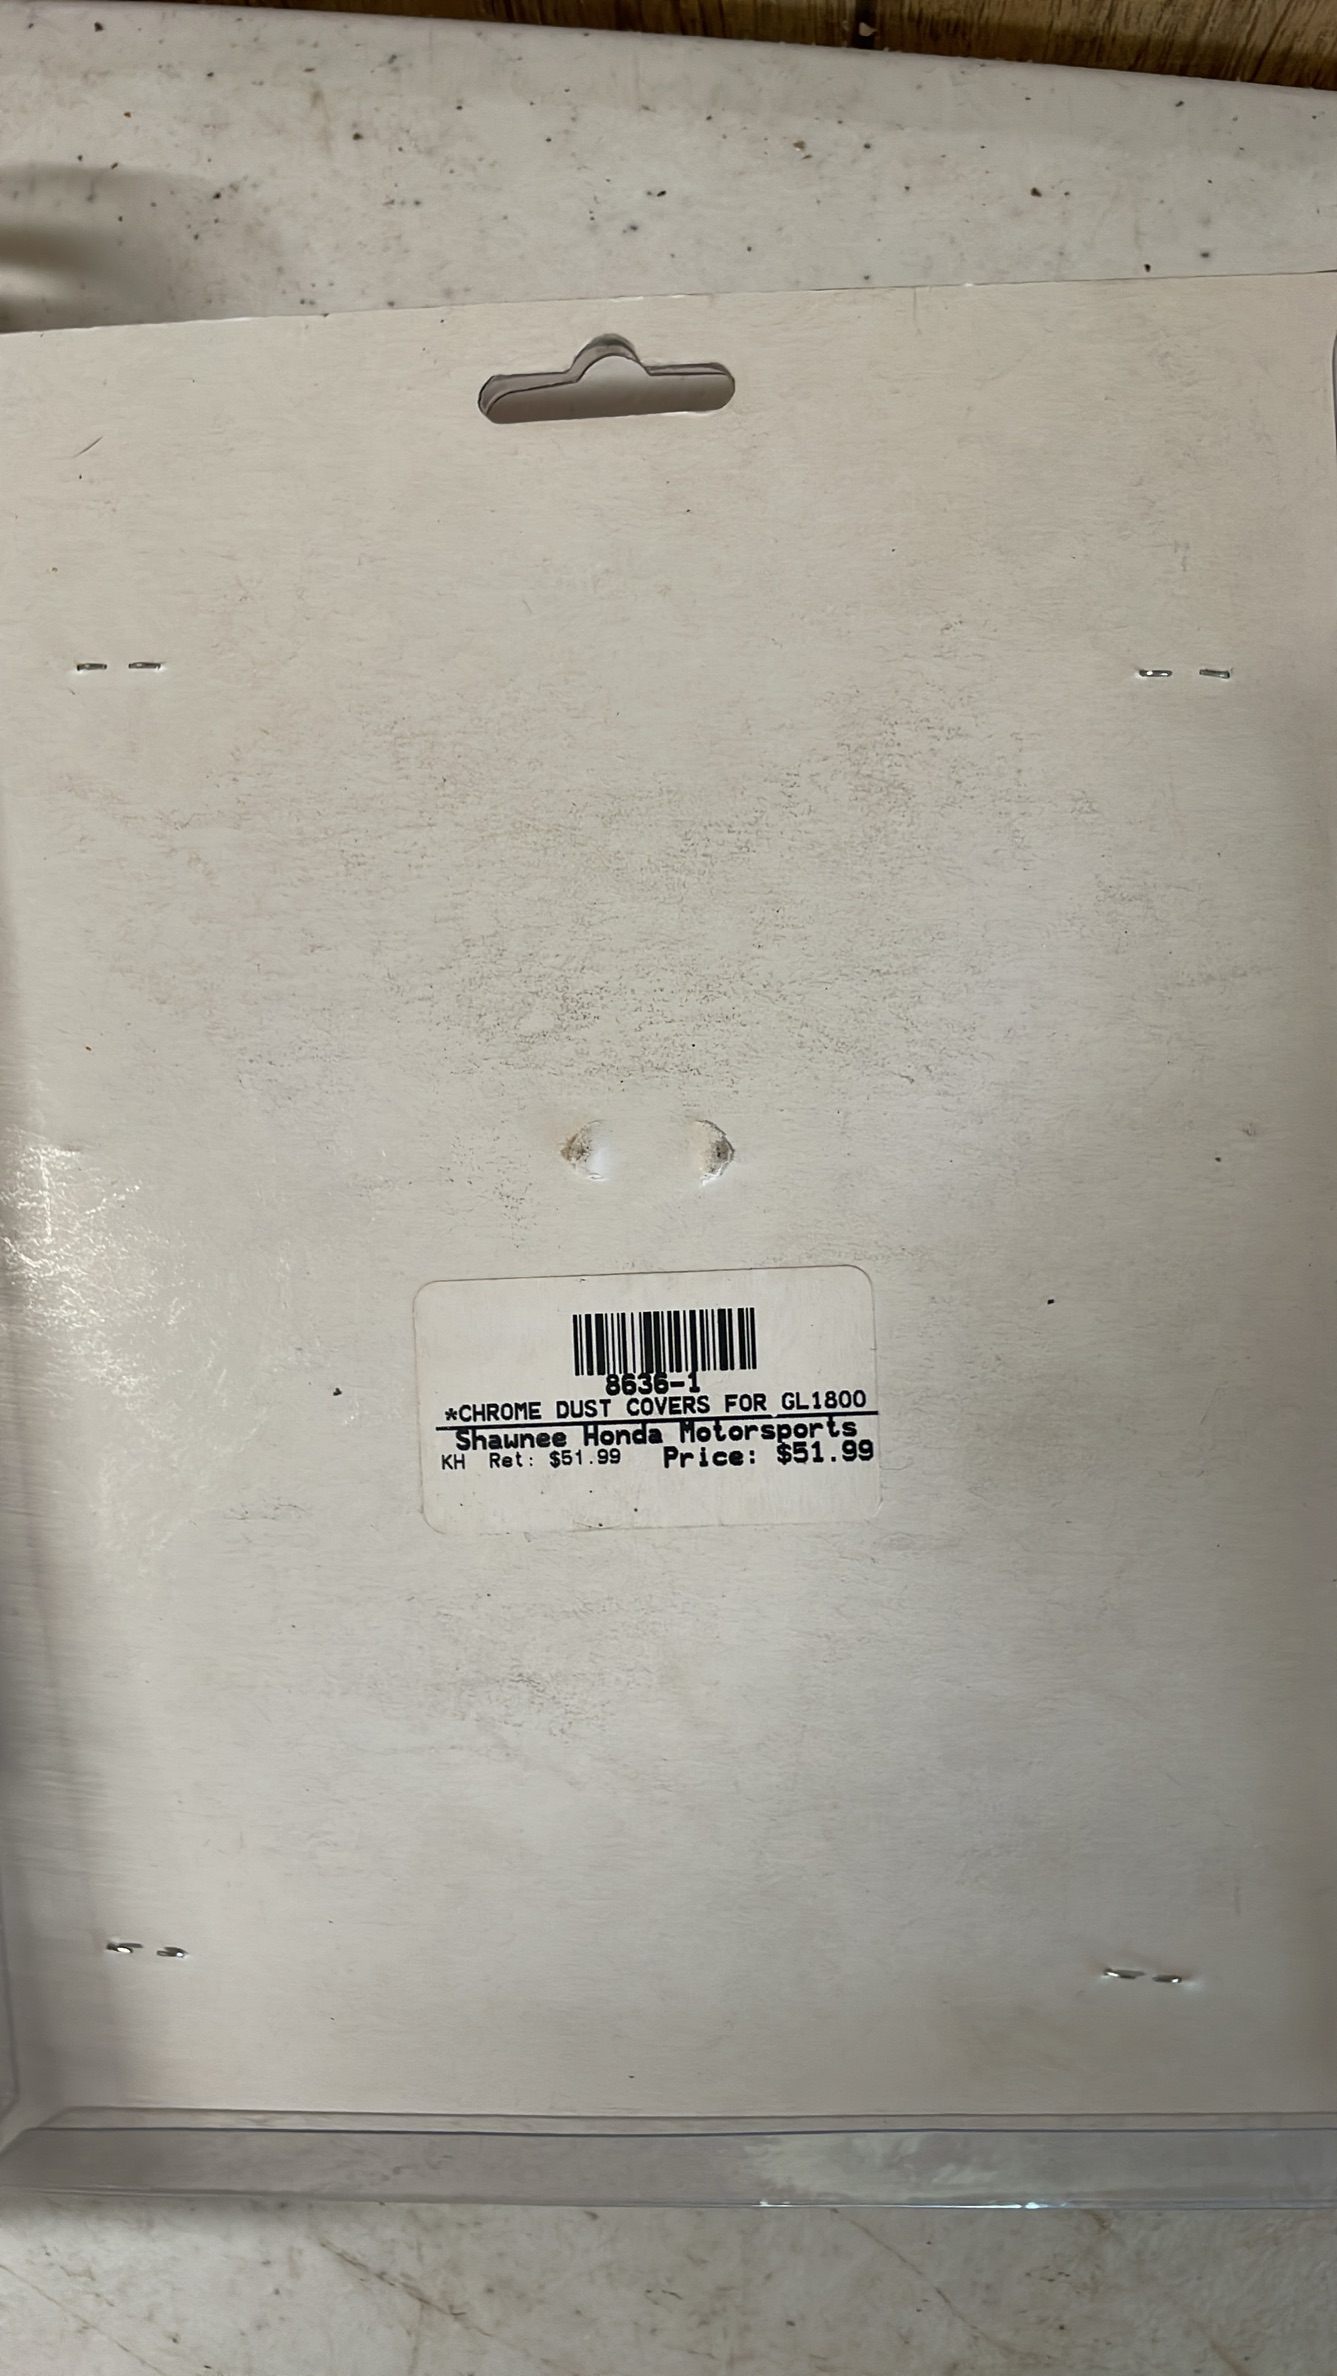 8636-1
*CHROME DUST COVERS FOR GL1800
Shawnee Honda Motorsports
KH Ret: $51.99 Price: $51.99